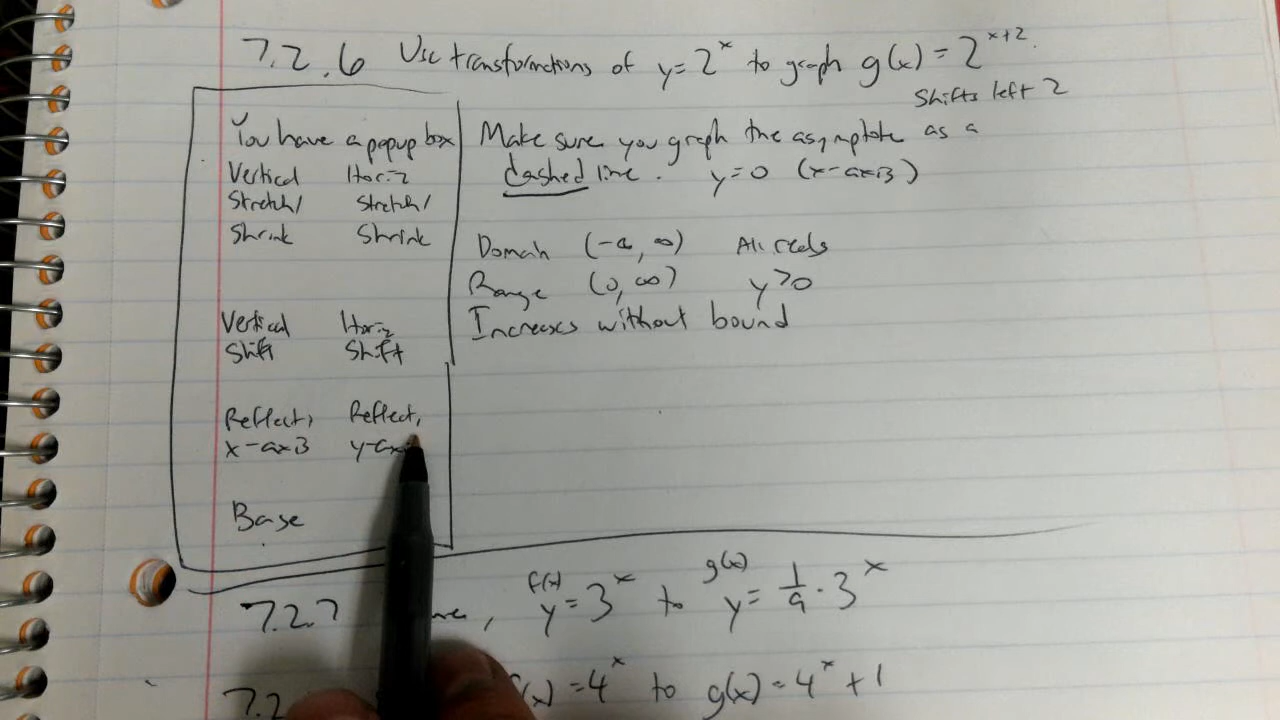 7.2.6 Use transformations of y=2^x to graph g(x) = 2^x+2.
Shifts left 2
You have a popup box
Vertical Horiz
Stretch/ Stretch/
Shrink Shrink
Vertical Horiz
Shift Shift
Reflect, Reflect,
x-axis
Base
Make sure you graph the asymptote as a
dashed line. y=0 (x-axis)
Domain (-∞, ∞) All reals
Range (0, ∞) y>0
Increases without bound
f(x) g(x)
7.2.7 , y=3^x to y= 1/9 · 3^x
7.2 (x) = 4^x to g(x) = 4^x + 1